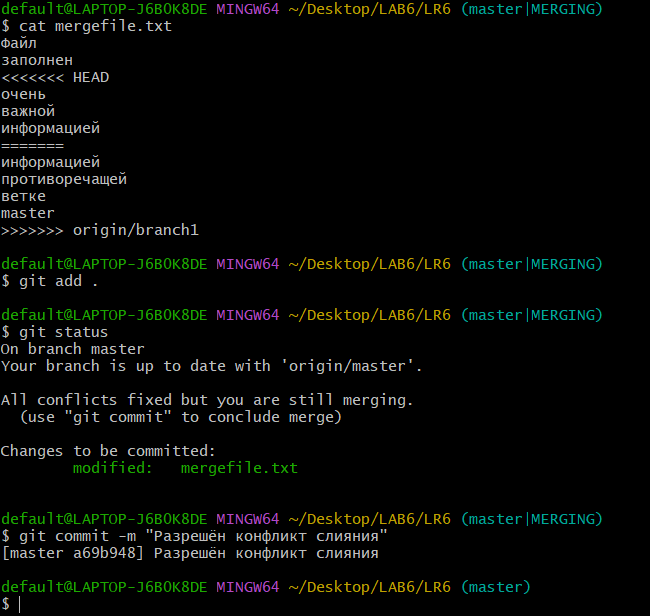 default@LAPTOP-J6BOK8DE MINGW64 ~/Desktop/LAB6/LR6 (master|MERGING)
$ cat mergefile.txt
файл
заполнен
<<<<<<< HEAD
очень
важной
информацией
=======
информацией
противоречащей
ветке
master
>>>>>>> origin/branch1
default@LAPTOP-J6BOK8DE MINGW64 ~/Desktop/LAB6/LR6 (master|MERGING)
$ git add .
default@LAPTOP-J6BOK8DE MINGW64 ~/Desktop/LAB6/LR6 (master|MERGING)
$ git status
On branch master
Your branch is up to date with 'origin/master'.
All conflicts fixed but you are still merging.
  (use "git commit" to conclude merge)
Changes to be committed:
        modified:   mergefile.txt
default@LAPTOP-J6BOK8DE MINGW64 ~/Desktop/LAB6/LR6 (master|MERGING)
$ git commit -m "Разрешён конфликт слияния"
[master a69b948] Разрешён конфликт слияния
default@LAPTOP-J6BOK8DE MINGW64 ~/Desktop/LAB6/LR6 (master)
$